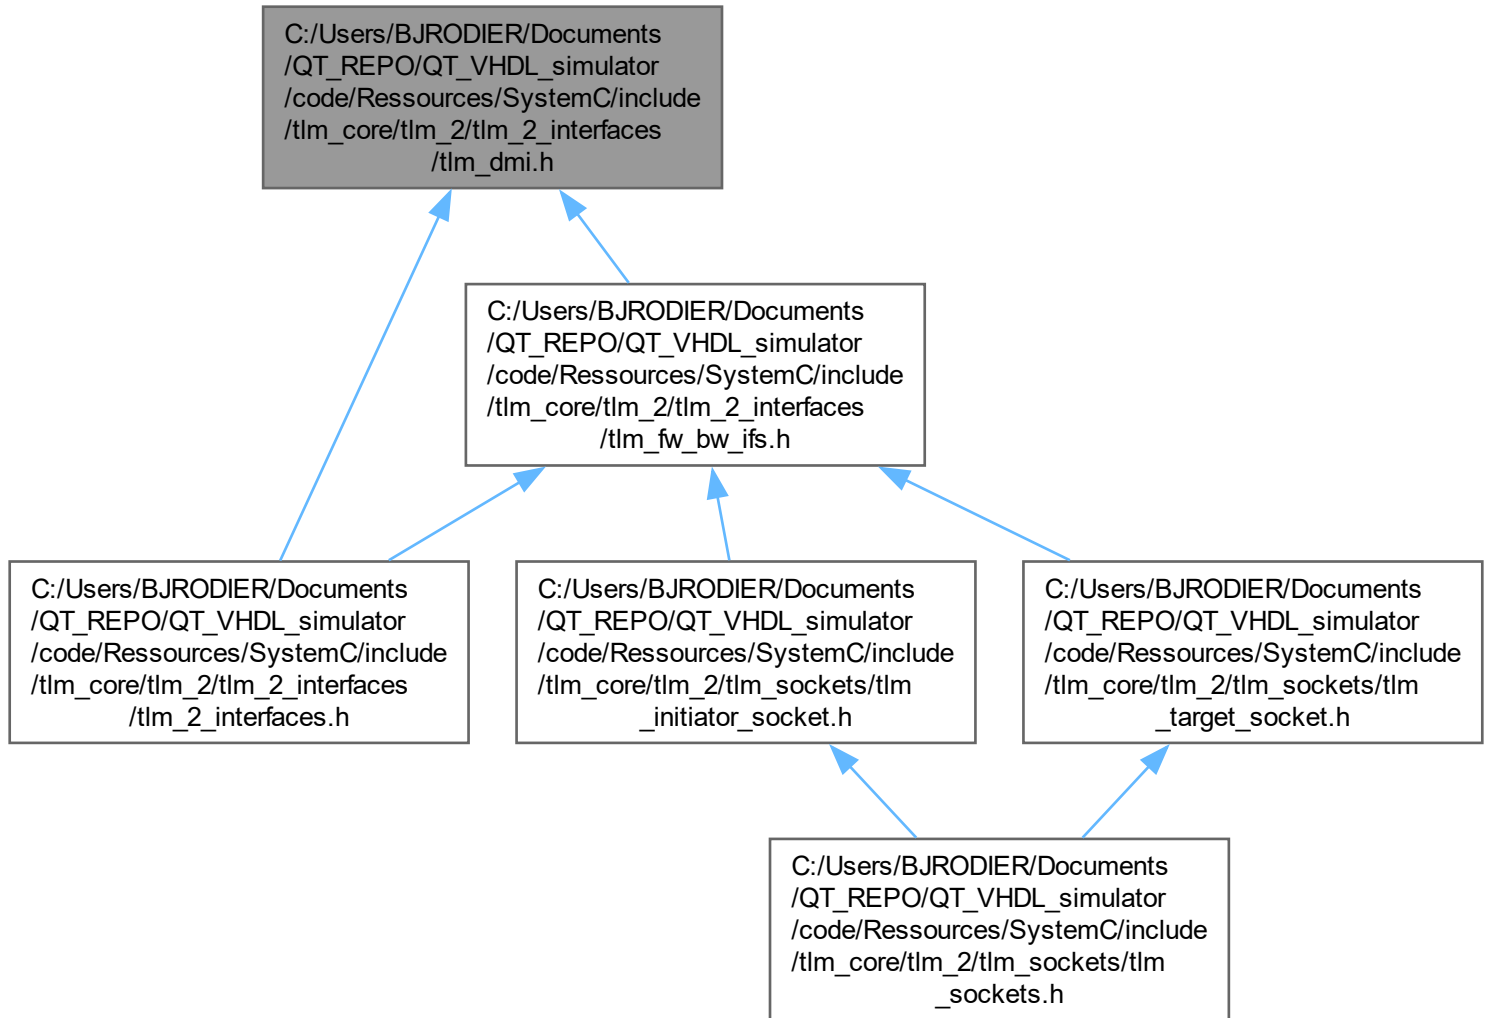 C:/Users/BJRODIER/Documents
/QT_REPO/QT_VHDL_simulator
/code/Ressources/SystemC/include
/tlm_core/tlm_2/tlm_2_interfaces
/tlm_dmi.h
C:/Users/BJRODIER/Documents
/QT_REPO/QT_VHDL_simulator
/code/Ressources/SystemC/include
/tlm_core/tlm_2/tlm_2_interfaces
/tlm_fw_bw_ifs.h
C:/Users/BJRODIER/Documents
/QT_REPO/QT_VHDL_simulator
/code/Ressources/SystemC/include
/tlm_core/tlm_2/tlm_2_interfaces
/tlm_2_interfaces.h
C:/Users/BJRODIER/Documents
/QT_REPO/QT_VHDL_simulator
/code/Ressources/SystemC/include
/tlm_core/tlm_2/tlm_sockets/tlm
_initiator_socket.h
C:/Users/BJRODIER/Documents
/QT_REPO/QT_VHDL_simulator
/code/Ressources/SystemC/include
/tlm_core/tlm_2/tlm_sockets/tlm
_target_socket.h
C:/Users/BJRODIER/Documents
/QT_REPO/QT_VHDL_simulator
/code/Ressources/SystemC/include
/tlm_core/tlm_2/tlm_sockets/tlm
_sockets.h